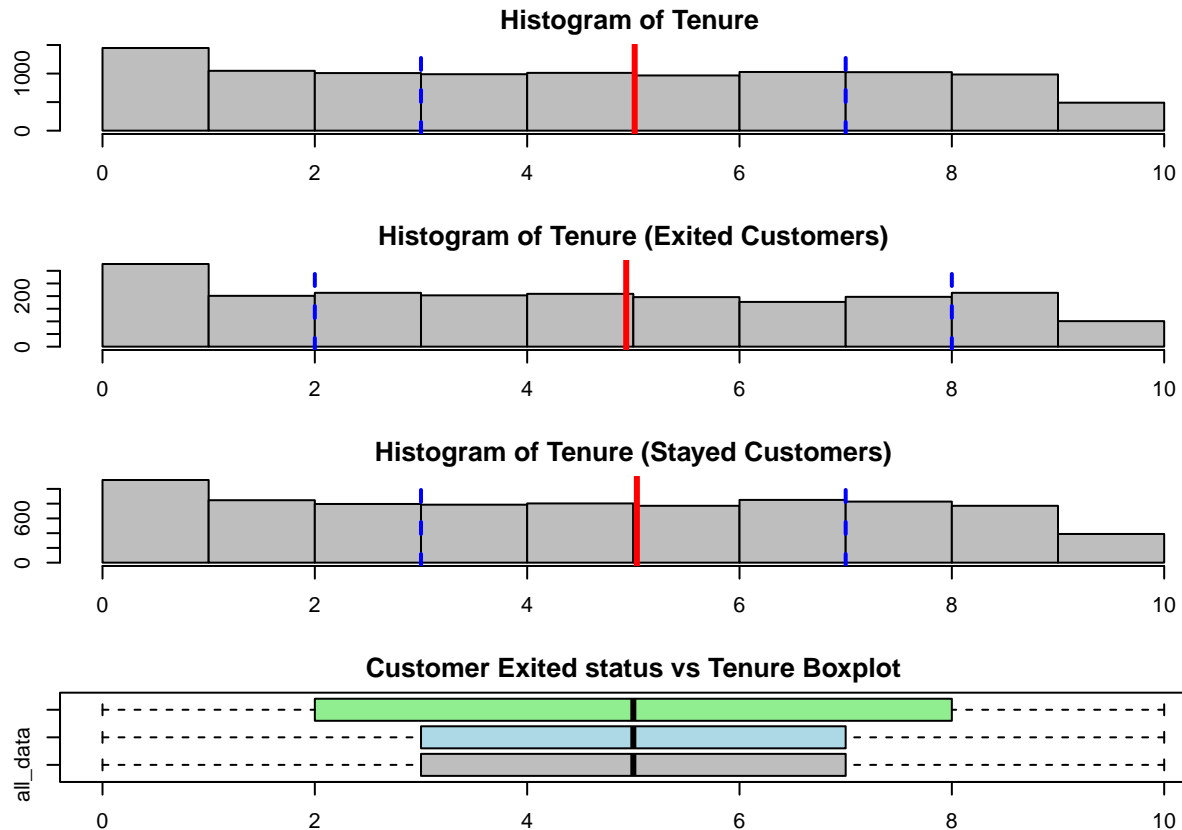 Histogram of Tenure
1000
0
0 2 4 6 8 10
Histogram of Tenure (Exited Customers)
200
0
0 2 4 6 8 10
Histogram of Tenure (Stayed Customers)
600
0
0 2 4 6 8 10
Customer Exited status vs Tenure Boxplot
all_data
0 2 4 6 8 10